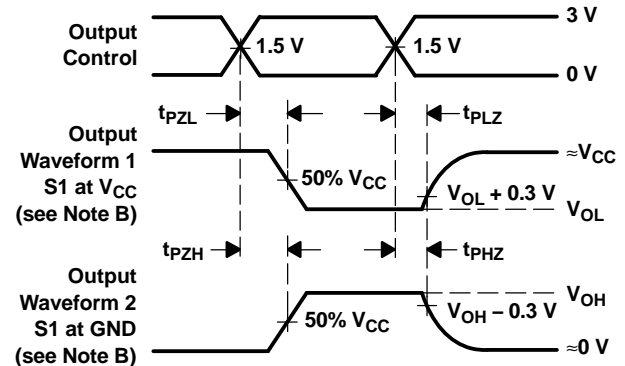 Output
Control
1.5 V
1.5 V
3 V
0 V
tPZL
tPLZ
Output
Waveform 1
S1 at VCC
(see Note B)
50% VCC
≈VCC
VOL + 0.3 V
VOL
tPZH
tPHZ
Output
Waveform 2
S1 at GND
(see Note B)
50% VCC
VOH
VOH − 0.3 V
≈0 V